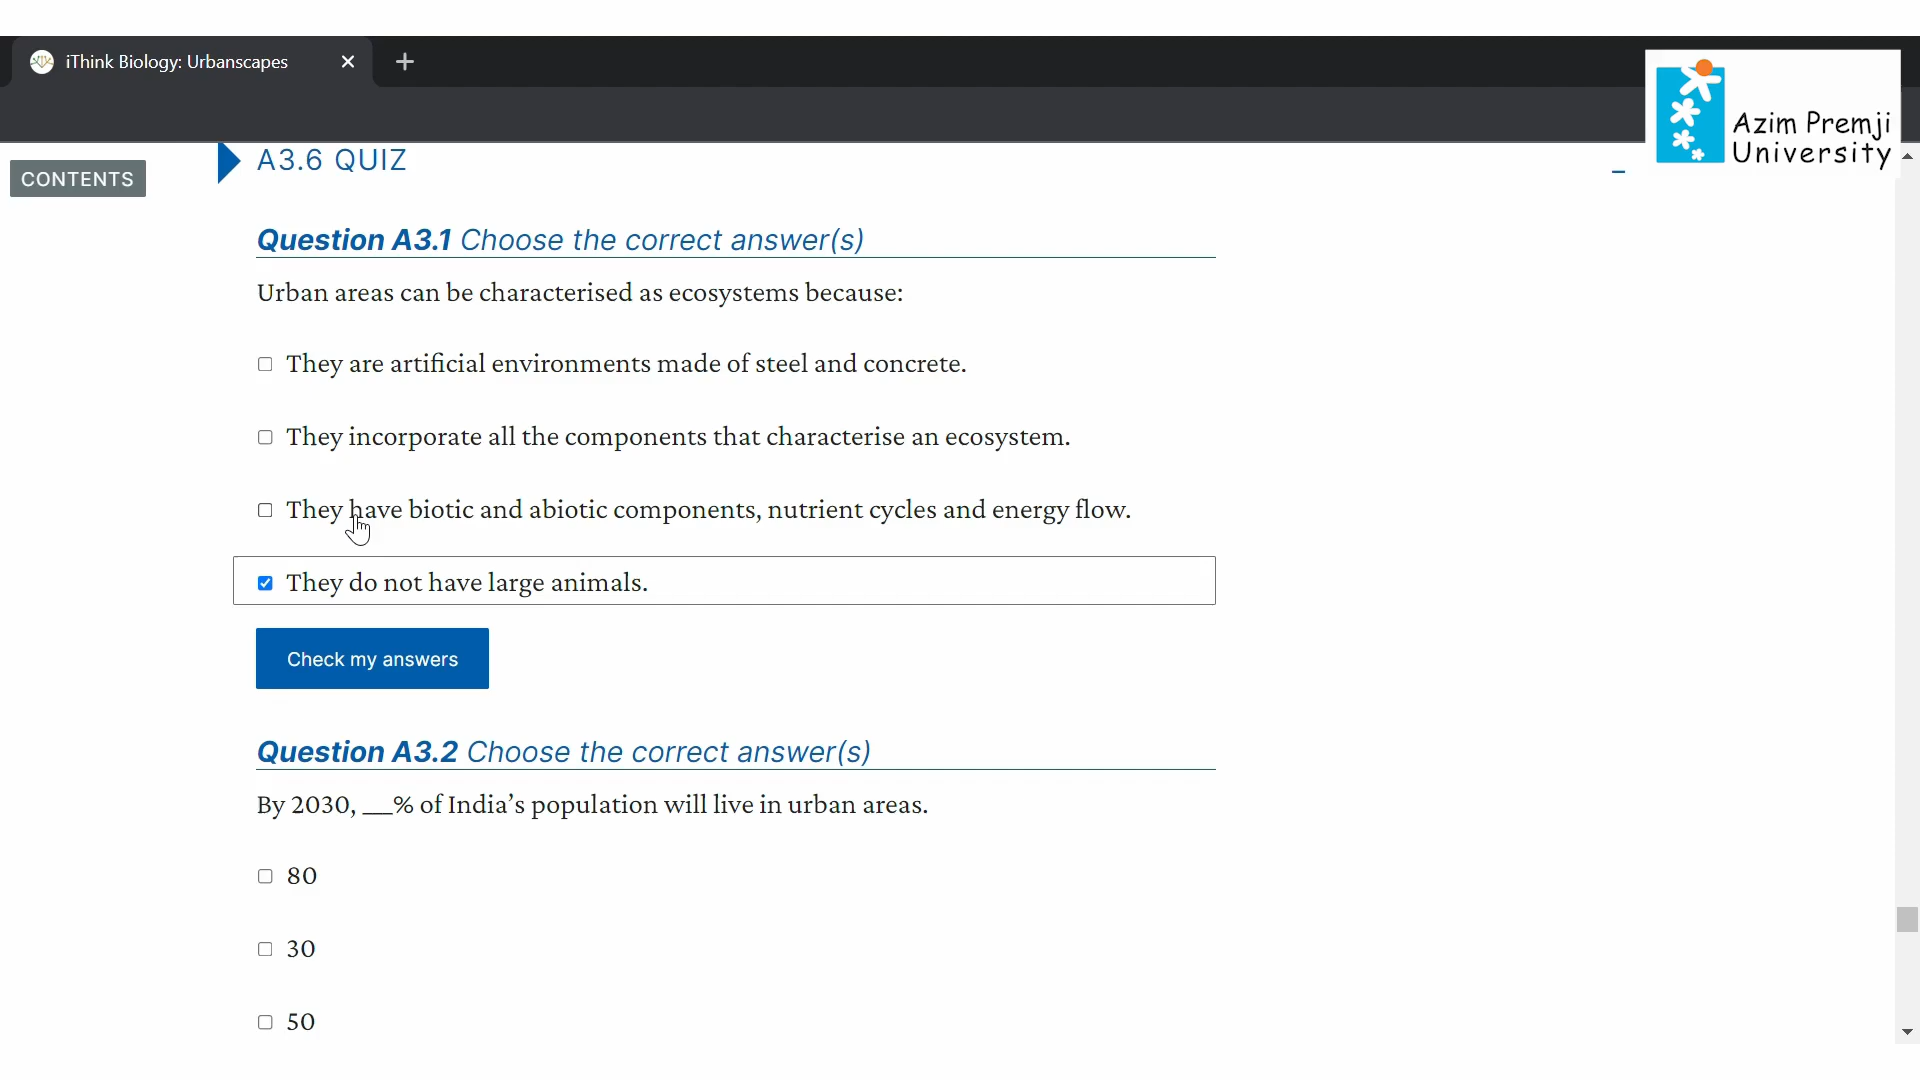 iThink Biology: Urbanscapes
Azim Premji
University
CONTENTS
A3.6 QUIZ
Question A3.1 Choose the correct answer(s)
Urban areas can be characterised as ecosystems because:
They are artificial environments made of steel and concrete.
They incorporate all the components that characterise an ecosystem.
They have biotic and abiotic components, nutrient cycles and energy flow.
They do not have large animals.
Check my answers
Question A3.2 Choose the correct answer(s)
By 2030, __% of India’s population will live in urban areas.
80
30
50